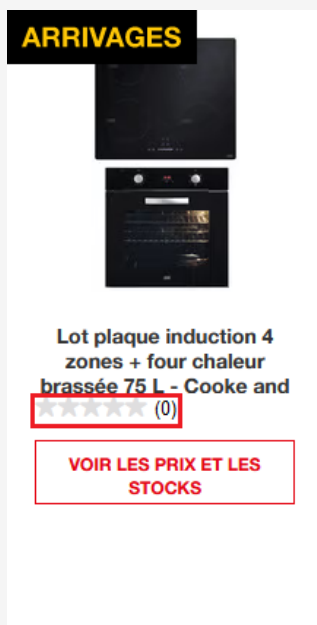 ARRIVAGES
Lot plaque induction 4
zones + four chaleur
brassée 75 L - Cooke and
(0)
VOIR LES PRIX ET LES
STOCKS